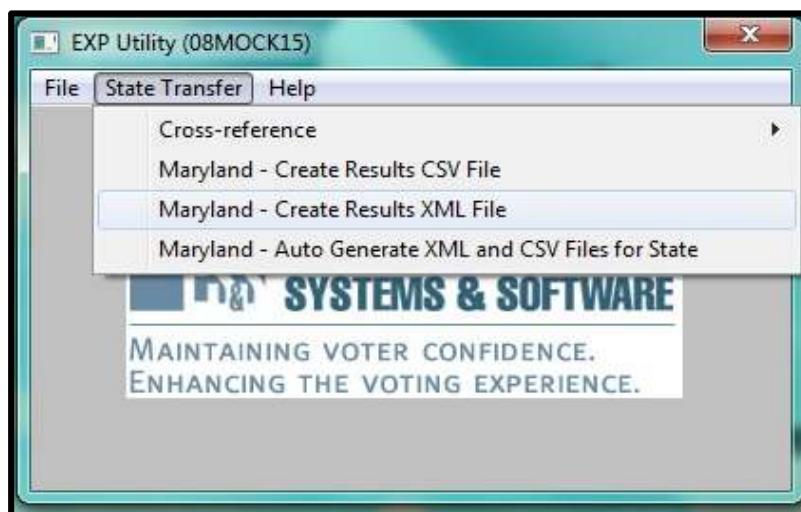 EXP Utility (08MOCK15)
File State Transfer Help
Cross-reference
Maryland - Create Results CSV File
Maryland - Create Results XML File
Maryland - Auto Generate XML and CSV Files for State
SYSTEMS & SOFTWARE
MAINTAINING VOTER CONFIDENCE.
ENHANCING THE VOTING EXPERIENCE.